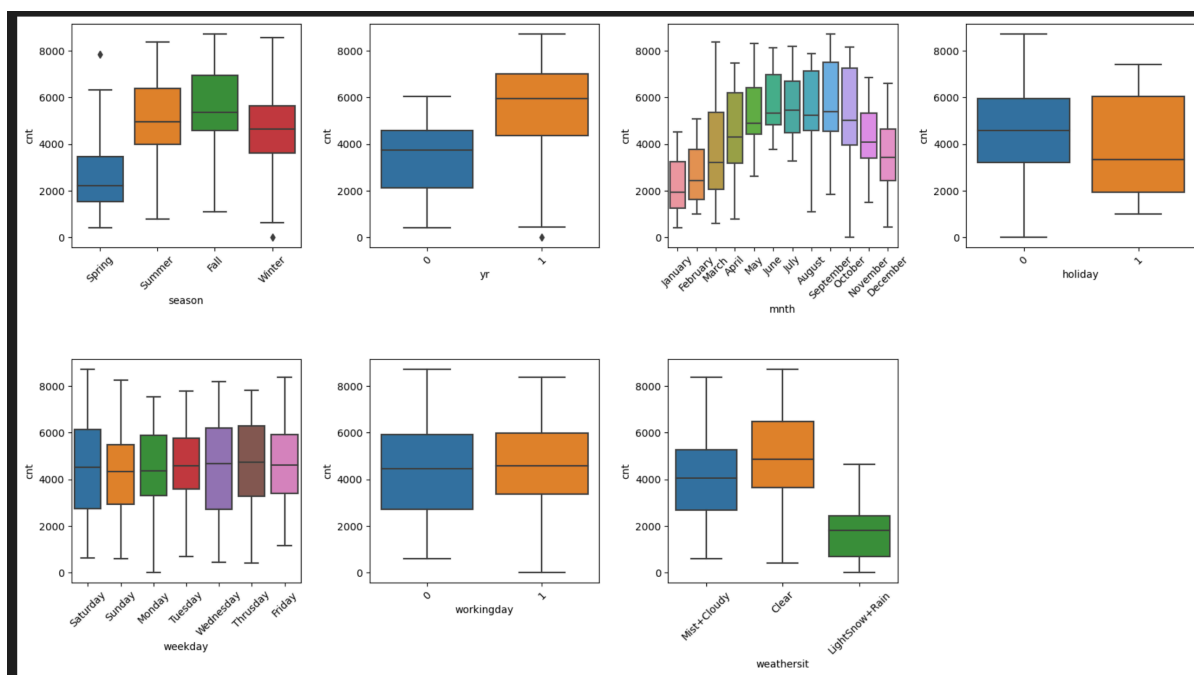 8000
6000
4000
2000
0
cnt
Spring
Summer
Fall
Winter
season
8000
6000
4000
2000
0
cnt
0
1
yr
8000
6000
4000
2000
0
cnt
January
February
March
April
May
June
July
August
September
October
November
December
mnth
8000
6000
4000
2000
0
cnt
0
1
holiday
8000
6000
4000
2000
0
cnt
Saturday
Sunday
Monday
Tuesday
Wednesday
Thrusday
Friday
weekday
8000
6000
4000
2000
0
cnt
0
1
workingday
8000
6000
4000
2000
0
cnt
Mist+Cloudy
Clear
LightSnow+Rain
weathersit